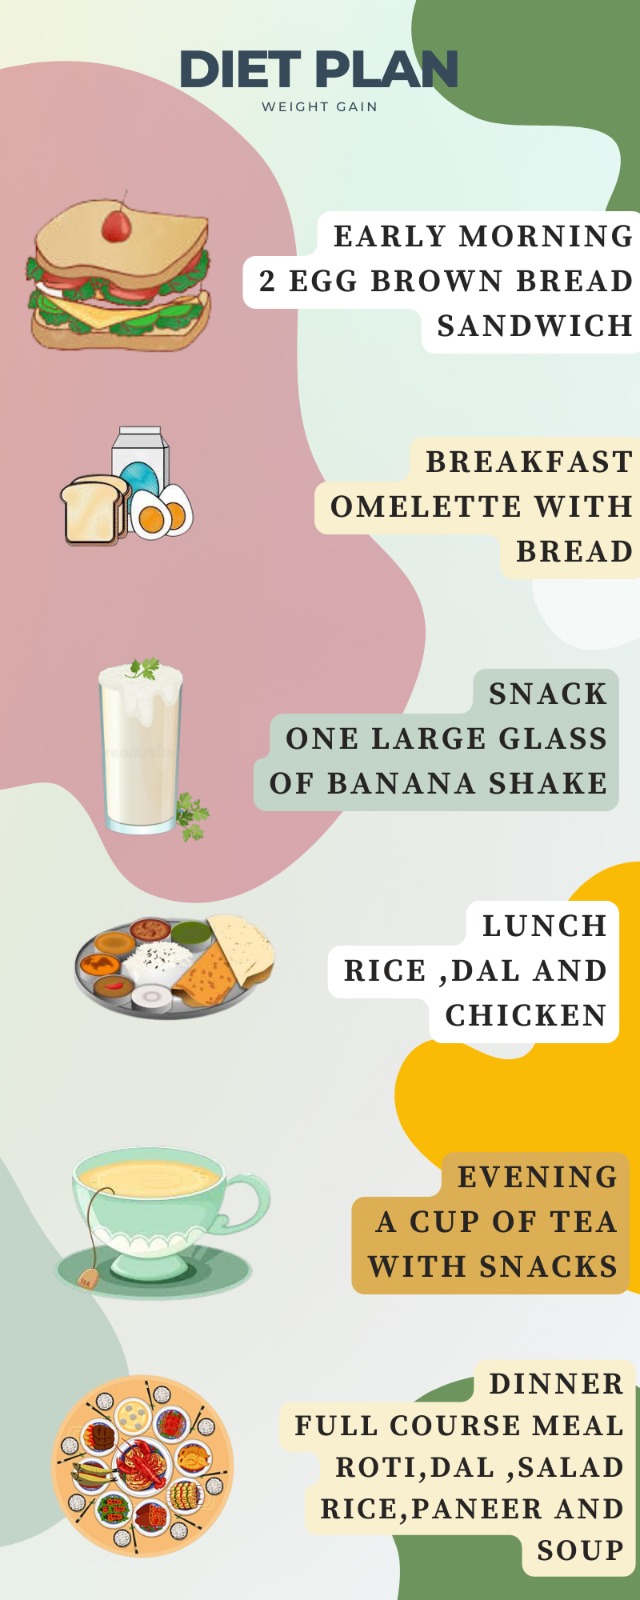 DIET PLAN
WEIGHT GAIN
EARLY MORNING
2 EGG BROWN BREAD
SANDWICH
BREAKFAST
OMELETTE WITH
BREAD
SNACK
ONE LARGE GLASS
OF BANANA SHAKE
LUNCH
RICE ,DAL AND
CHICKEN
EVENING
A CUP OF TEA
WITH SNACKS
TEA
DINNER
FULL COURSE MEAL
ROTI,DAL ,SALAD
RICE,PANEER AND
SOUP